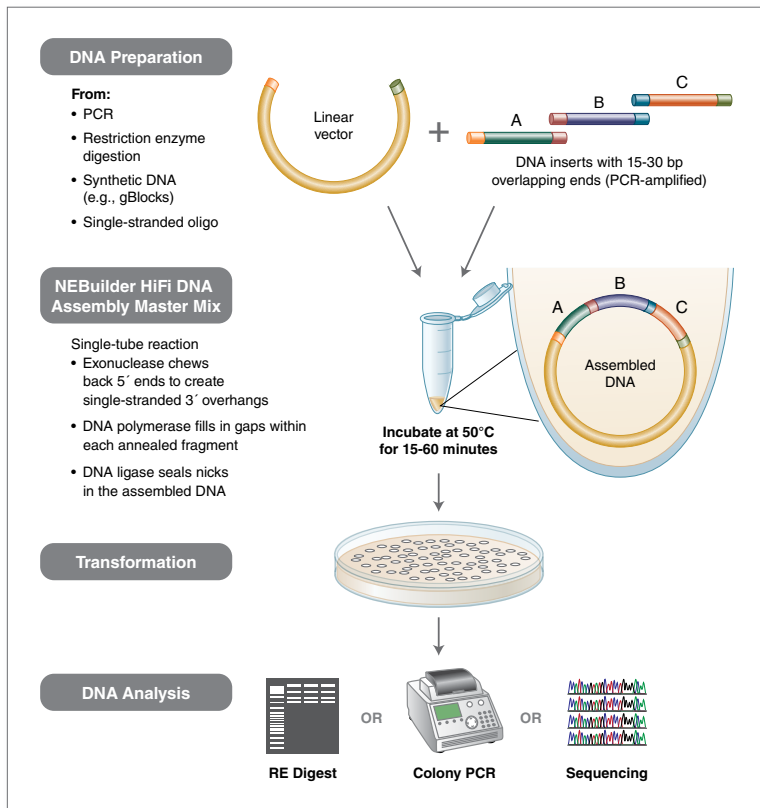 DNA Preparation
From:
• PCR
• Restriction enzyme
digestion
• Synthetic DNA
(e.g., gBlocks)
• Single-stranded oligo
Linear
vector
+
A
B
C
DNA inserts with 15-30 bp
overlapping ends (PCR-amplified)
NEBuilder HiFi DNA
Assembly Master Mix
Single-tube reaction
• Exonuclease chews
back 5´ ends to create
single-stranded 3´ overhangs
• DNA polymerase fills in gaps within
each annealed fragment
• DNA ligase seals nicks
in the assembled DNA
Incubate at 50°C
for 15-60 minutes
A
B
C
Assembled
DNA
Transformation
DNA Analysis
OR
OR
RE Digest
Colony PCR
Sequencing